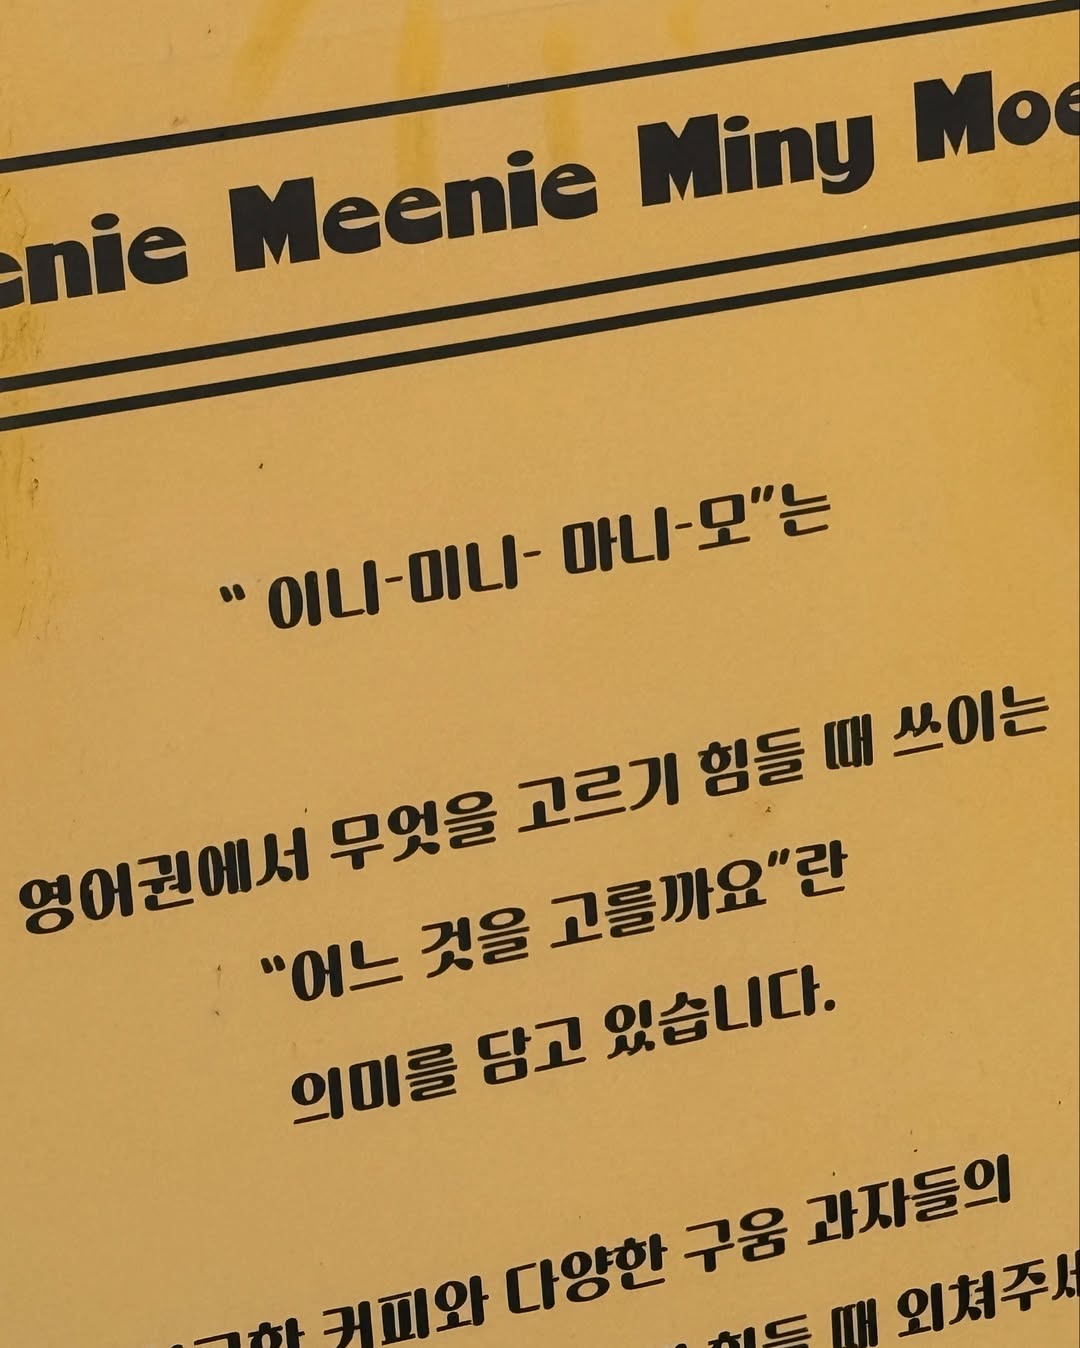 Meenie Miny
“ 이니-미니- 마니-모”는
영어권에서 무엇을 고르기 힘들 때 쓰이는
“어느 것을 고를까요”란
의미를 담고 있습니다.
커피와 다양한 구움 과자들의
힘들 때 외쳐주세